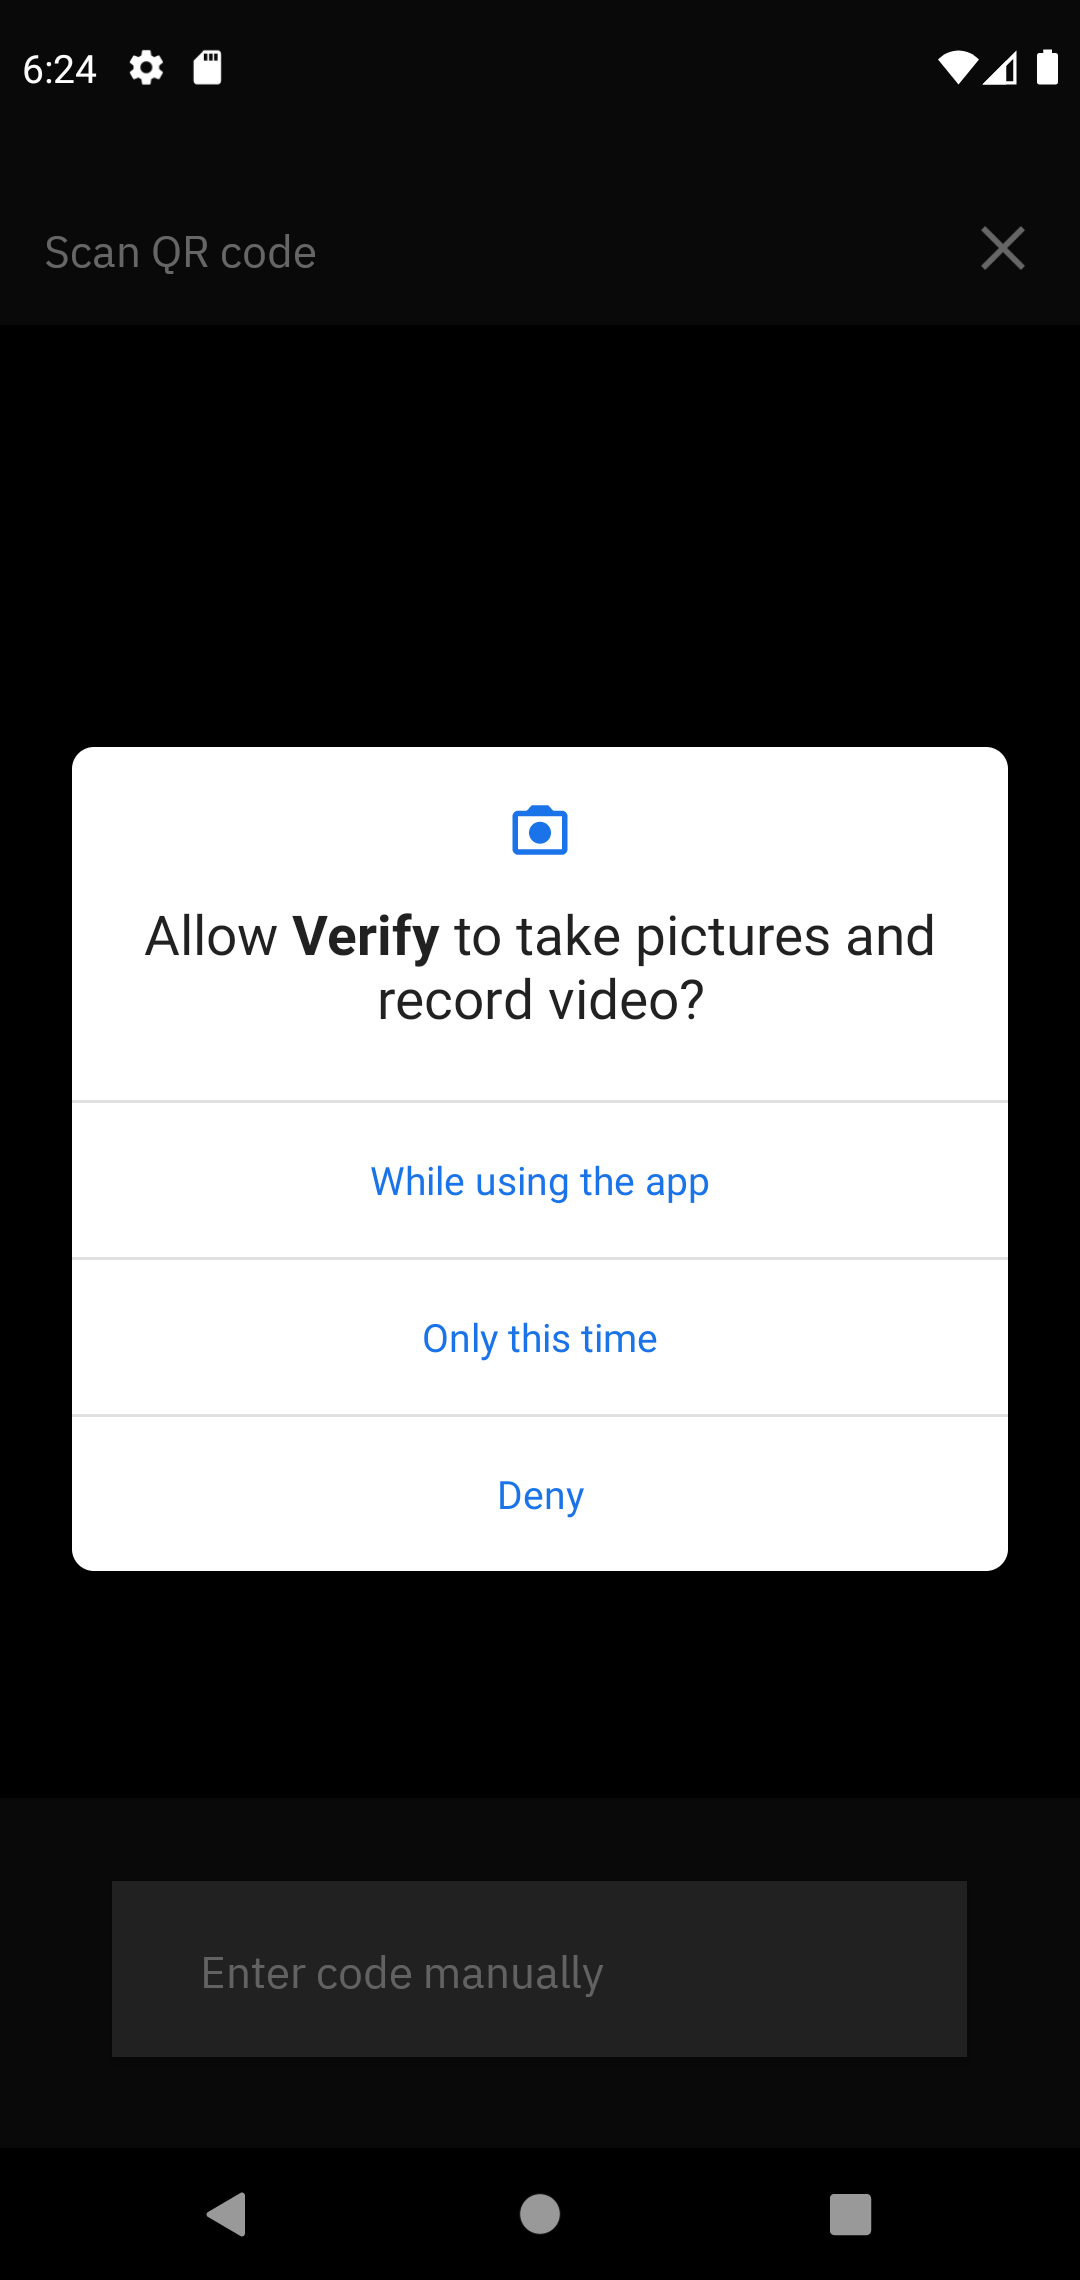 6:24
Scan QR code
Allow Verify to take pictures and
record video?
While using the app
Only this time
Deny
Enter code manually